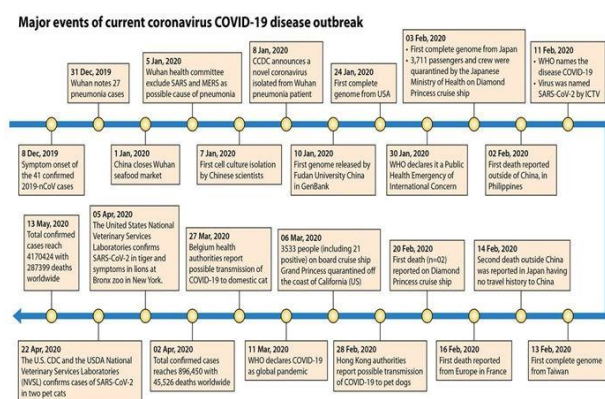 Major events of current coronavirus COVID-19 disease outbreak
31 Dec, 2019
Wuhan notes 27
pneumonia cases
5 Jan, 2020
Wuhan health committee
exclude SARS and MERS as
possible cause of pneumonia
8 Jan, 2020
CCDC announces a
novel coronavirus
isolated from Wuhan
pneumonia patient
24 Jan, 2020
First complete
genome from USA
03 Feb, 2020
• First complete genome from Japan
• 3,711 passengers and crew were
quarantined by the Japanese
Ministry of Health on Diamond
Princess cruise ship
11 Feb, 2020
• WHO names the
disease COVID-19
• Virus was named
SARS-CoV-2 by ICTV
8 Dec, 2019
Symptom onset of
the 41 confirmed
2019-nCoV cases
1 Jan, 2020
China closes Wuhan
seafood market
7 Jan, 2020
First cell culture isolation
by Chinese scientists
10 Jan, 2020
First genome released by
Fudan University China
in GenBank
30 Jan, 2020
WHO declares it a Public
Health Emergency of
International Concern
02 Feb, 2020
First death reported
outside of China, in
Philippines
13 May, 2020
Total confirmed
cases reach
4170424 with
287399 deaths
worldwide
05 Apr, 2020
The United States National
Veterinary Services
Laboratories confirms
SARS-CoV-2 in tiger and
symptoms in lions at
Bronx zoo in New York.
27 Mar, 2020
Belgium health
authorities report
possible transmission of
COVID-19 to domestic cat
06 Mar, 2020
3533 people (including 21
positive) on board cruise ship
Grand Princess quarantined off
the coast of California (US)
20 Feb, 2020
First death (n=02)
reported on Diamond
Princess cruise ship
14 Feb, 2020
Second death outside China
was reported in Japan having
no travel history to China
22 Apr, 2020
The U.S. CDC and the USDA National
Veterinary Services Laboratories
(NVSL) confirms cases of SARS-CoV-2
in two pet cats
02 Apr, 2020
Total confirmed cases
reaches 896,450 with
45,526 deaths worldwide
11 Mar, 2020
WHO declares COVID-19
as global pandemic
28 Feb, 2020
Hong Kong authorities
report possible transmission
of COVID-19 to pet dogs
16 Feb, 2020
First death reported
from Europe in France
13 Feb, 2020
First complete genome
from Taiwan